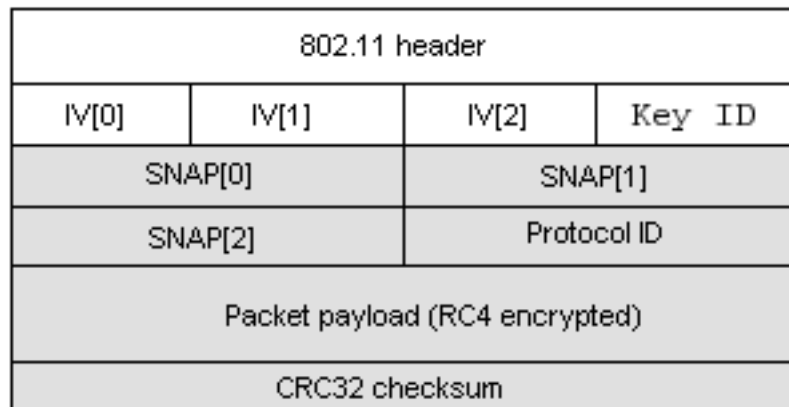 802.11 header
IV[0] IV[1] IV[2] Key ID
SNAP[0] SNAP[1]
SNAP[2] Protocol ID
Packet payload (RC4 encrypted)
CRC32 checksum